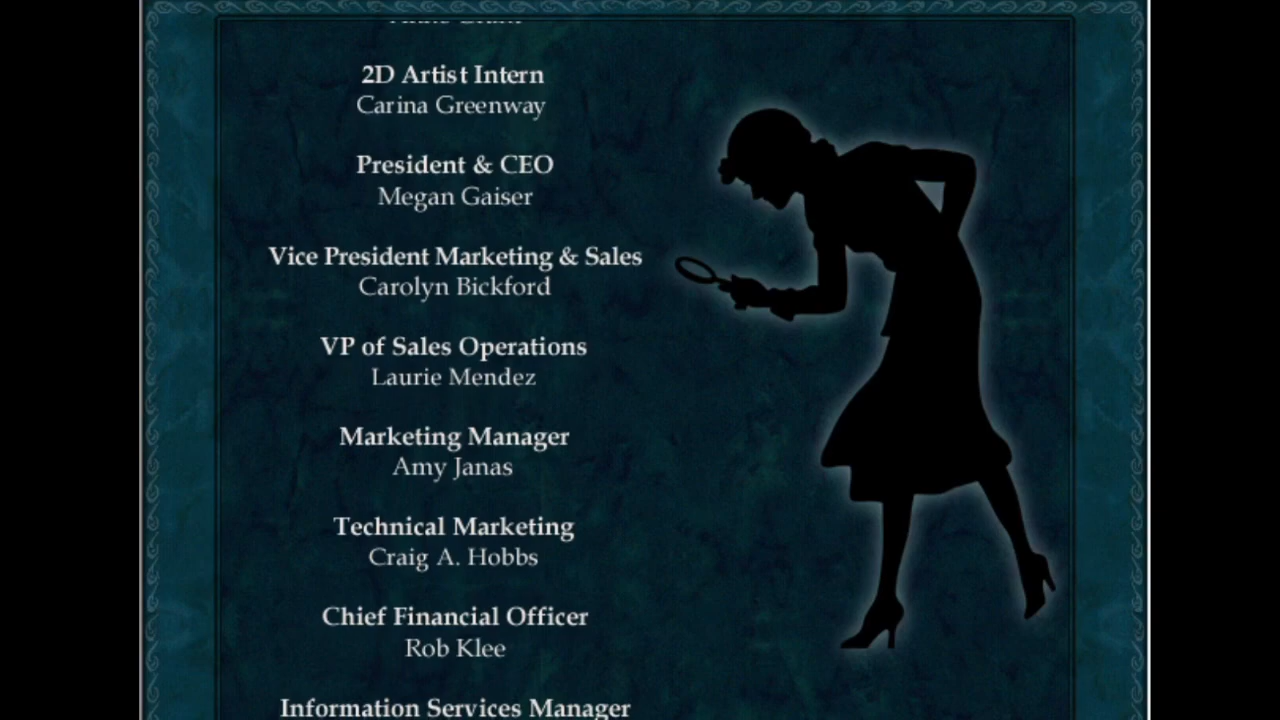 2D Artist Intern
Carina Greenway
President & CEO
Megan Gaiser
Vice President Marketing & Sales
Carolyn Bickford
VP of Sales Operations
Laurie Mendez
Marketing Manager
Amy Janas
Technical Marketing
Craig A. Hobbs
Chief Financial Officer
Rob Klee
Information Services Manager